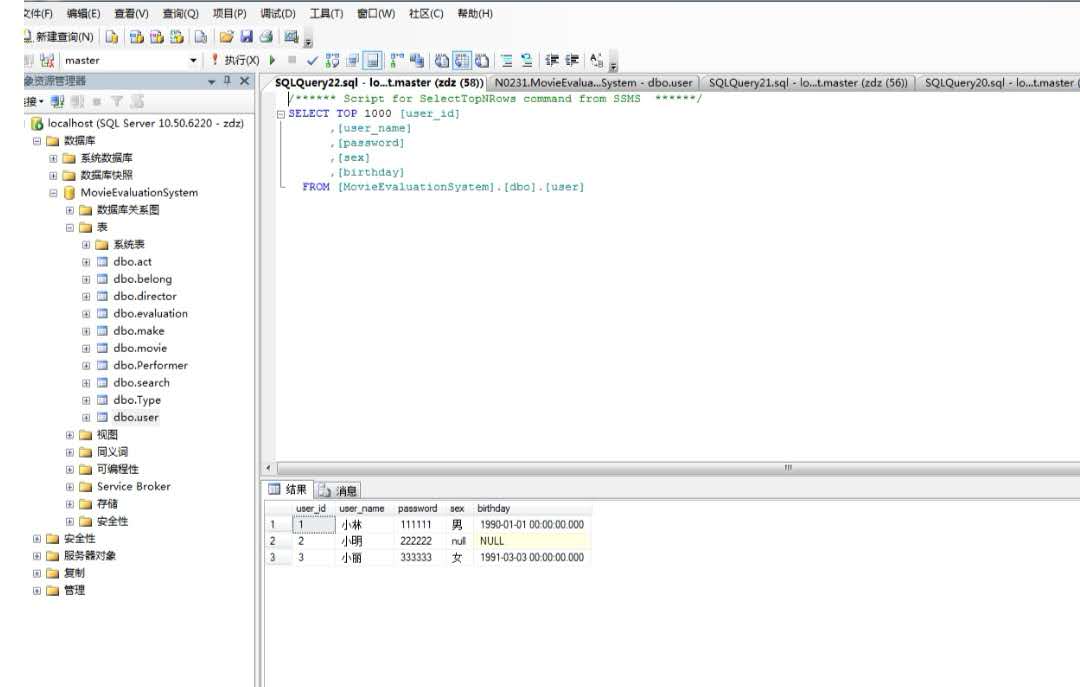 文件(F) 编辑(E) 查看(V) 查询(Q) 项目(P) 调试(D) 工具(T) 窗口(W) 社区(C) 帮助(H)
新建查询(N)
master 执行(X)
象资源管理器
SQLQuery22.sql - lo...t.master (zdz (58)) N0231.MovieEvalua...System - dbo.user SQLQuery21.sql - lo...t.master (zdz (56)) SQLQuery20.sql - lo...t.master (
接
localhost (SQL Server 10.50.6220 - zdz)
数据库
系统数据库
数据库快照
MovieEvaluationSystem
数据库关系图
表
系统表
dbo.act
dbo.belong
dbo.director
dbo.evaluation
dbo.make
dbo.movie
dbo.Performer
dbo.search
dbo.Type
dbo.user
视图
同义词
可编程性
Service Broker
存储
安全性
安全性
服务器对象
复制
管理
/****** Script for SelectTopNRows command from SSMS ******/
SELECT TOP 1000 [user_id]
,[user_name]
,[password]
,[sex]
,[birthday]
FROM [MovieEvaluationSystem].[dbo].[user]
结果 消息
user_id user_name password sex birthday
1 1 小林 111111 男 1990-01-01 00:00:00.000
2 2 小明 222222 null NULL
3 3 小丽 333333 女 1991-03-03 00:00:00.000